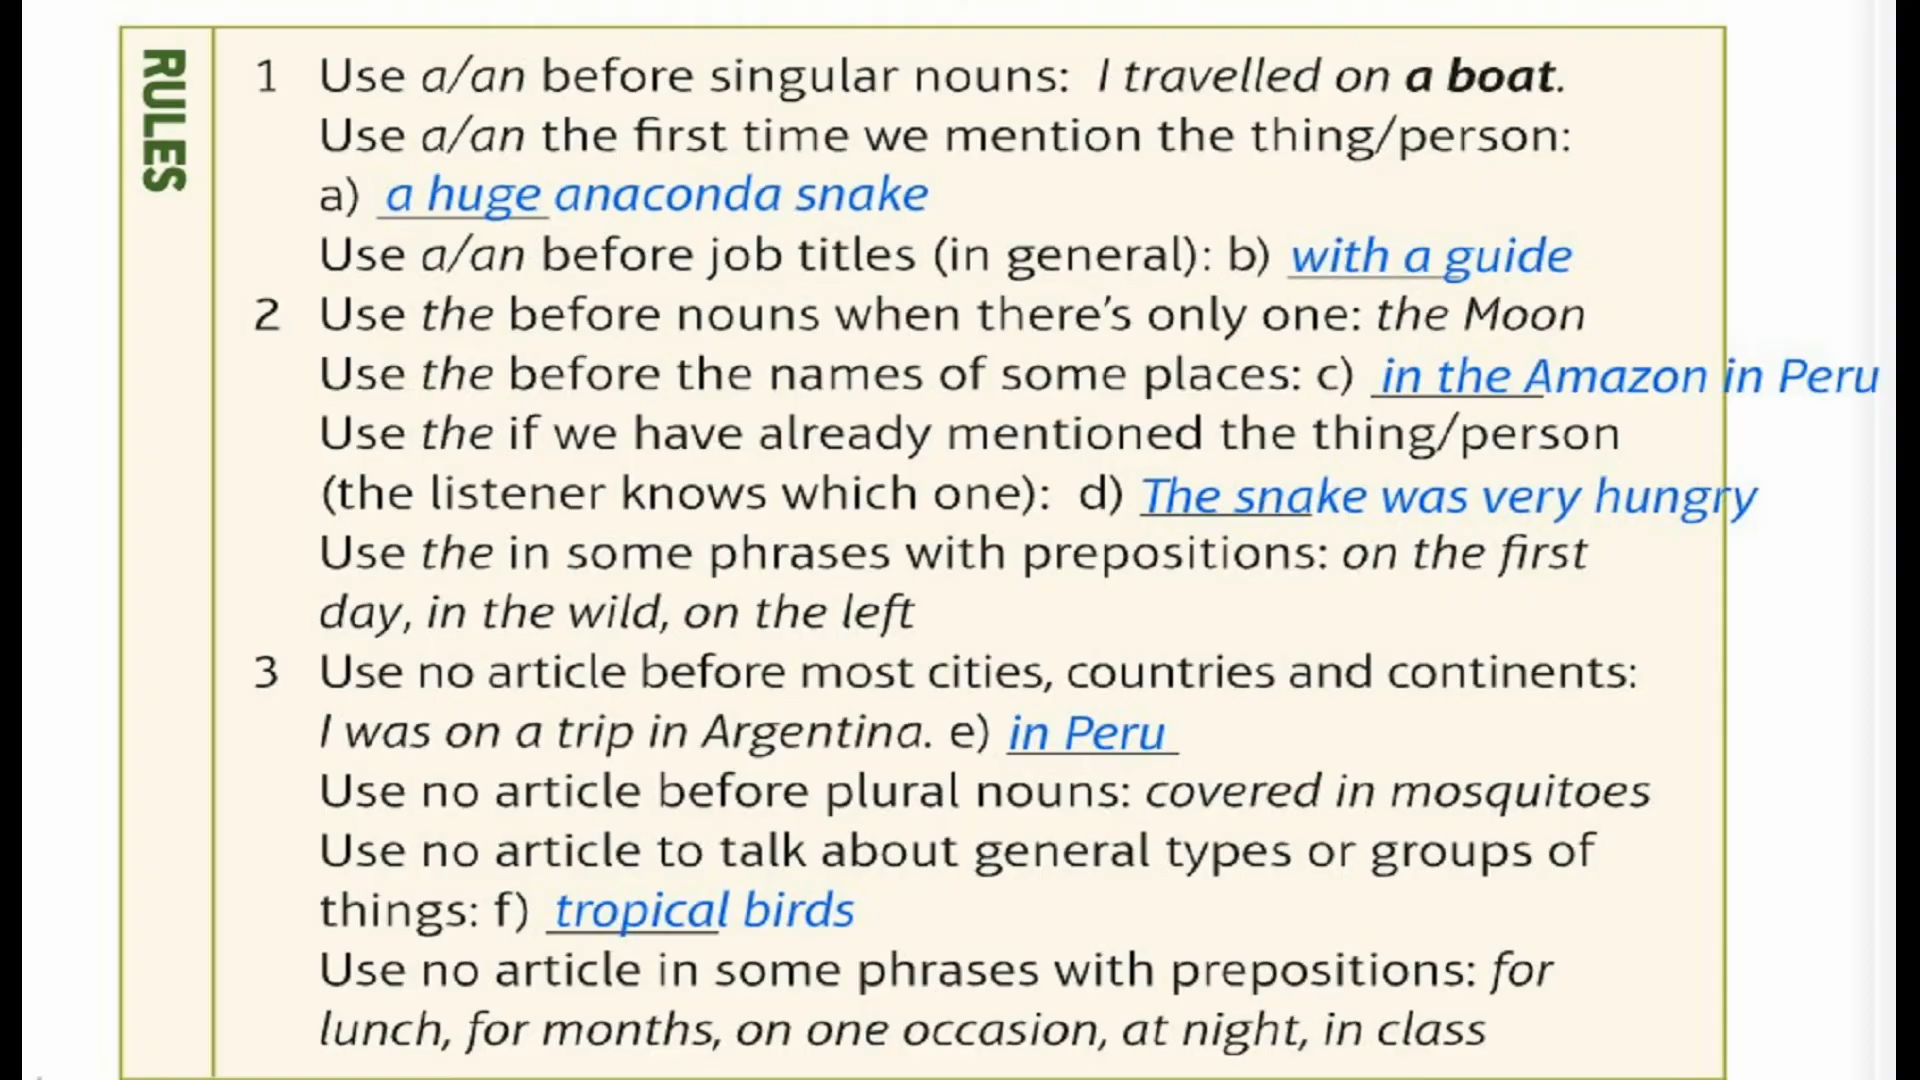 RULES
1 Use a/an before singular nouns: I travelled on a boat.
Use a/an the first time we mention the thing/person:
a) a huge anaconda snake
Use a/an before job titles (in general): b) with a guide
2 Use the before nouns when there's only one: the Moon
Use the before the names of some places: c) in the Amazon in Peru
Use the if we have already mentioned the thing/person
(the listener knows which one): d) The snake was very hungry
Use the in some phrases with prepositions: on the first
day, in the wild, on the left
3 Use no article before most cities, countries and continents:
I was on a trip in Argentina. e) in Peru
Use no article before plural nouns: covered in mosquitoes
Use no article to talk about general types or groups of
things: f) tropical birds
Use no article in some phrases with prepositions: for
lunch, for months, on one occasion, at night, in class